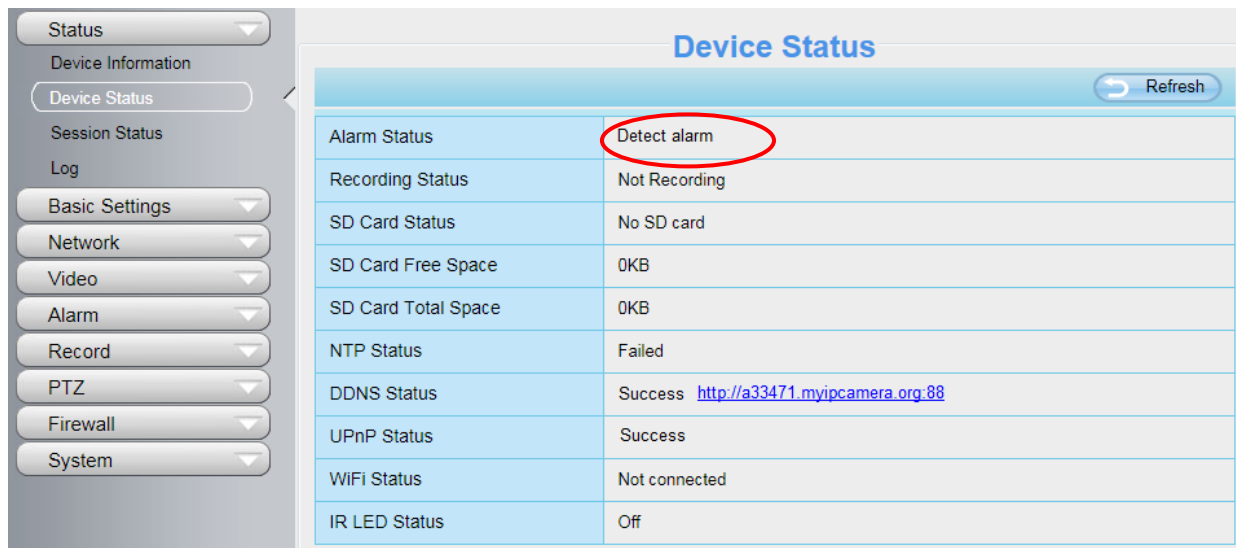 Status
Device Information
Device Status
Session Status
Log
Basic Settings
Network
Video
Alarm
Record
PTZ
Firewall
System
Device Status
Refresh
Alarm Status Detect alarm
Recording Status Not Recording
SD Card Status No SD card
SD Card Free Space 0KB
SD Card Total Space 0KB
NTP Status Failed
DDNS Status Success http://a33471.myipcamera.org:88
UPnP Status Success
WiFi Status Not connected
IR LED Status Off